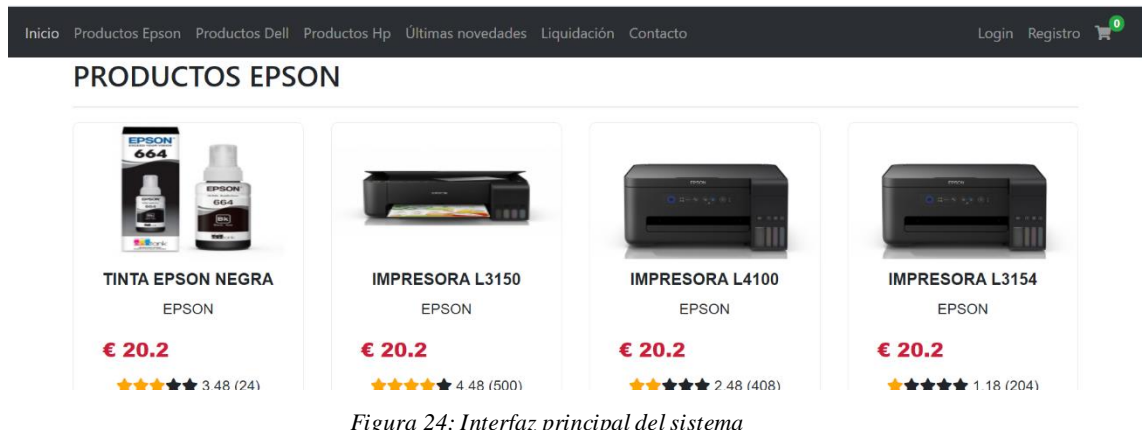 Inicio Productos Epson Productos Dell Productos Hp Últimas novedades Liquidación Contacto Login Registro 0
PRODUCTOS EPSON
EPSON
664
EPSON
664
Bk
TINTA EPSON NEGRA
EPSON
€ 20.2
3.48 (24)
IMPRESORA L3150
EPSON
€ 20.2
4.48 (500)
EPSON
IMPRESORA L4100
EPSON
€ 20.2
2.48 (408)
EPSON
IMPRESORA L3154
EPSON
€ 20.2
1.18 (204)
Figura 24: Interfaz principal del sistema